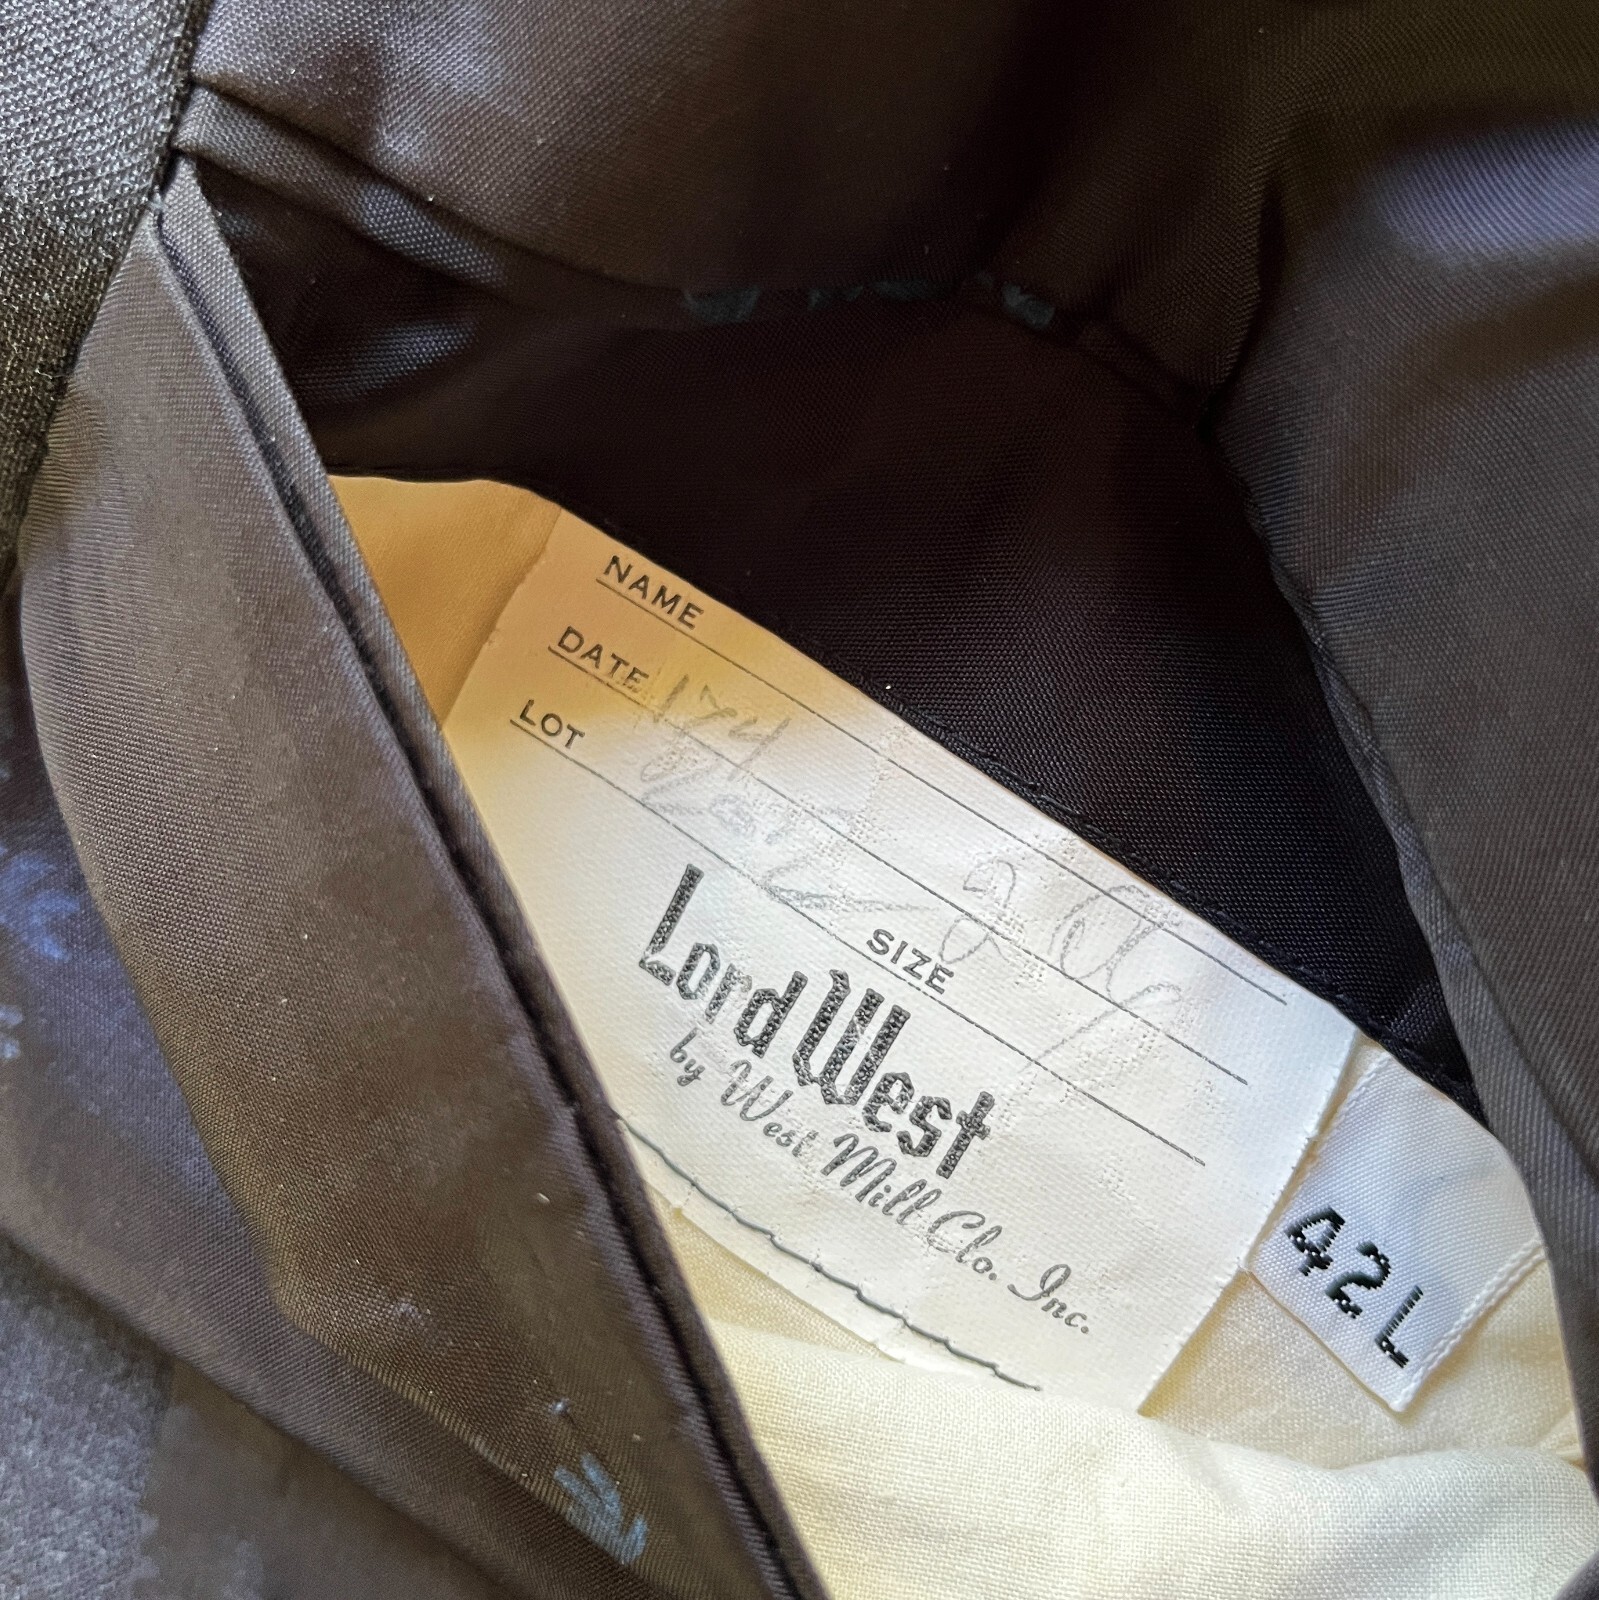 NAME
DATE
LOT
SIZE
Lord West
by West Mill Clo. Inc.
42L